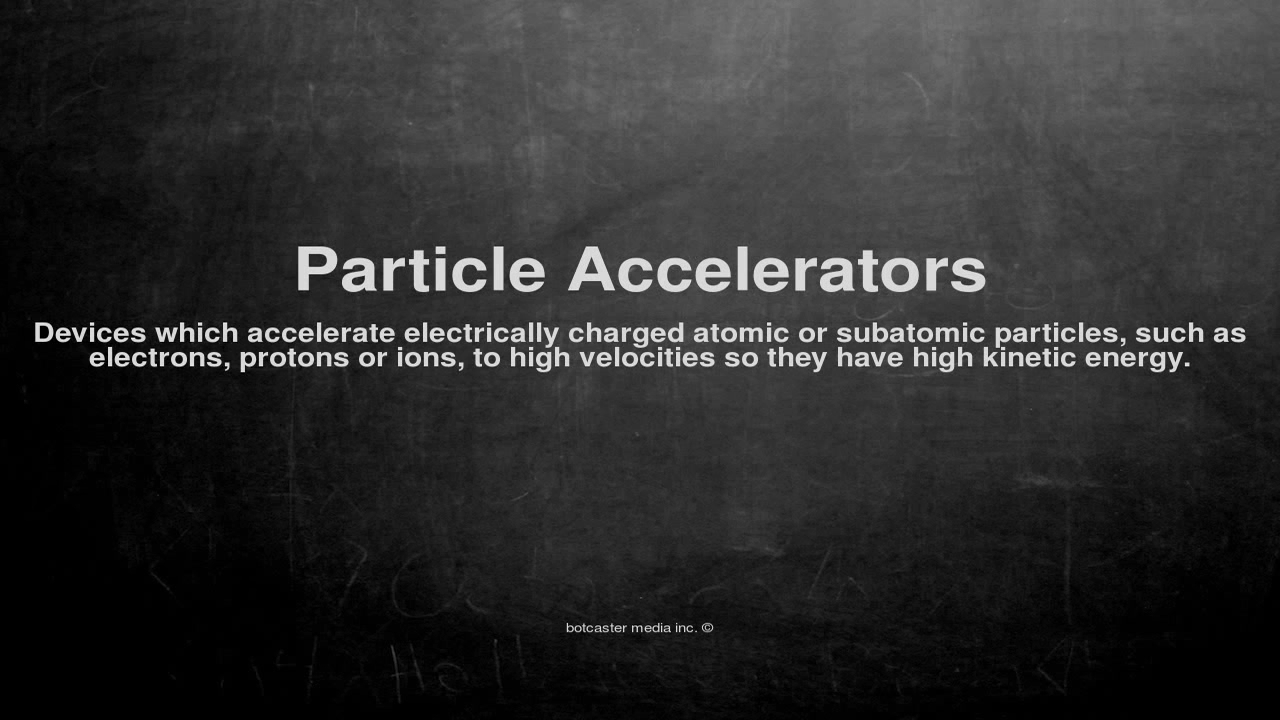 Particle Accelerators
Devices which accelerate electrically charged atomic or subatomic particles, such as
electrons, protons or ions, to high velocities so they have high kinetic energy.
botcaster media inc. ©